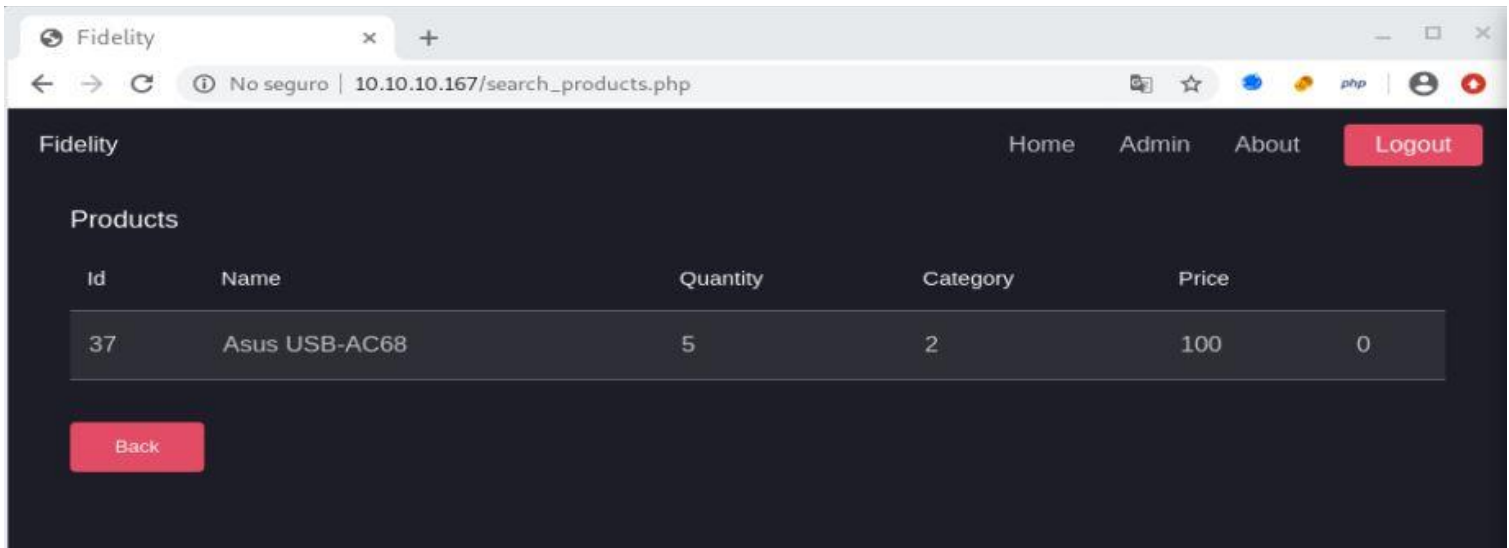 Fidelity
No seguro | 10.10.10.167/search_products.php
php
Fidelity Home Admin About Logout
Products
Id Name Quantity Category Price
37 Asus USB-AC68 5 2 100 0
Back